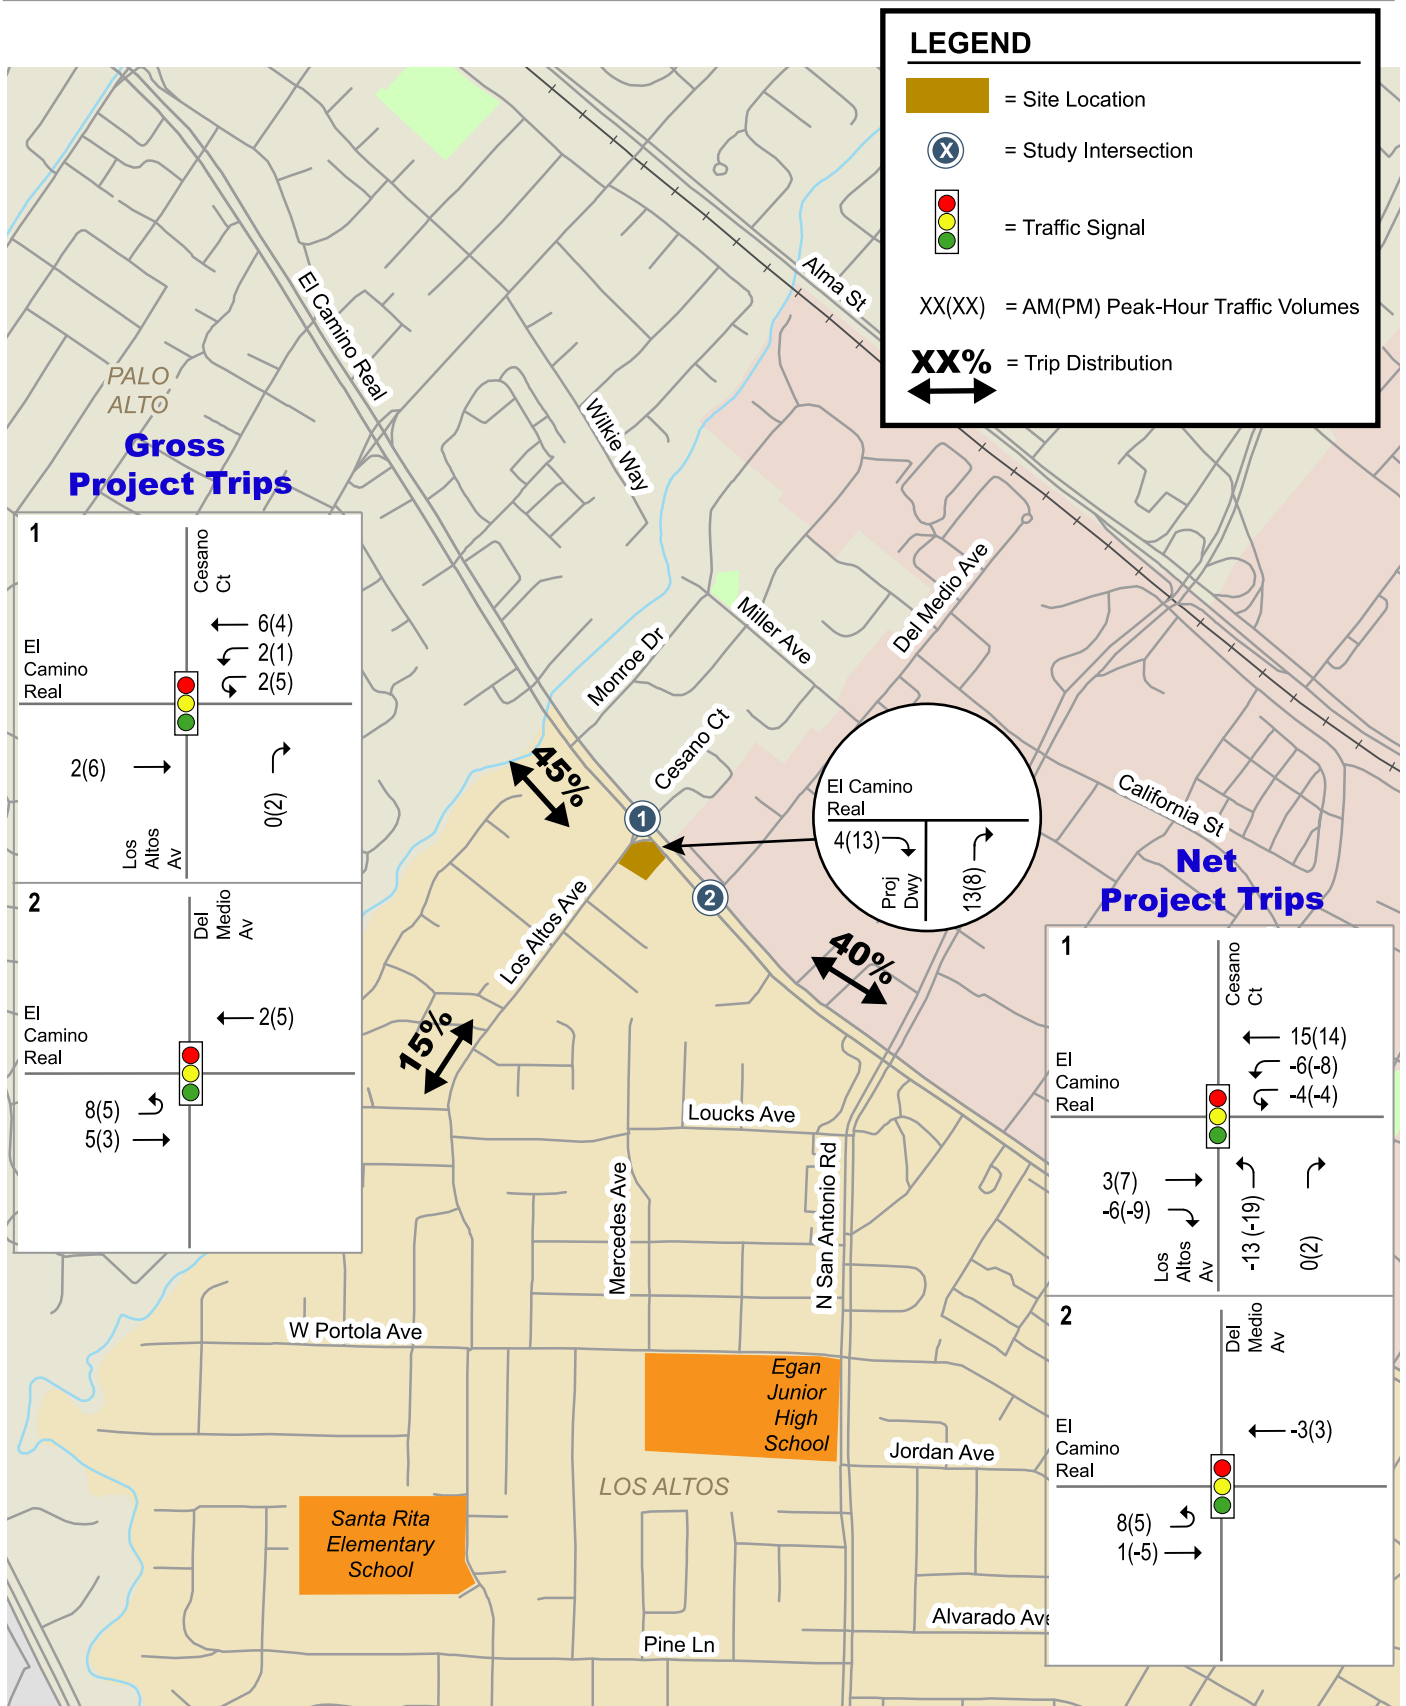 LEGEND
= Site Location
X = Study Intersection
= Traffic Signal
XX(XX) = AM(PM) Peak-Hour Traffic Volumes
XX% = Trip Distribution
Alma St
El Camino Real
PALO
ALTO
Wilkie Way
Gross
Project Trips
1
Cesano
Ct
6(4)
2(1)
2(5)
El
Camino
Real
2(6)
0(2)
Los
Altos
Av
2
Del
Medio
Av
El
Camino
Real
2(5)
8(5)
5(3)
Monroe Dr
Miller Ave
Del Medio Ave
Cesano Ct
California St
45%
1
2
El Camino
Real
4(13)
Proj
Dwy
13(8)
Los Altos Ave
40%
15%
Net
Project Trips
1
Cesano
Ct
15(14)
-6(-8)
-4(-4)
El
Camino
Real
3(7)
-6(-9)
-13 (-19)
0(2)
Los
Altos
Av
2
Del
Medio
Av
El
Camino
Real
-3(3)
8(5)
1(-5)
Loucks Ave
Mercedes Ave
N San Antonio Rd
W Portola Ave
Egan
Junior
High
School
Jordan Ave
LOS ALTOS
Santa Rita
Elementary
School
Alvarado Ave
Pine Ln